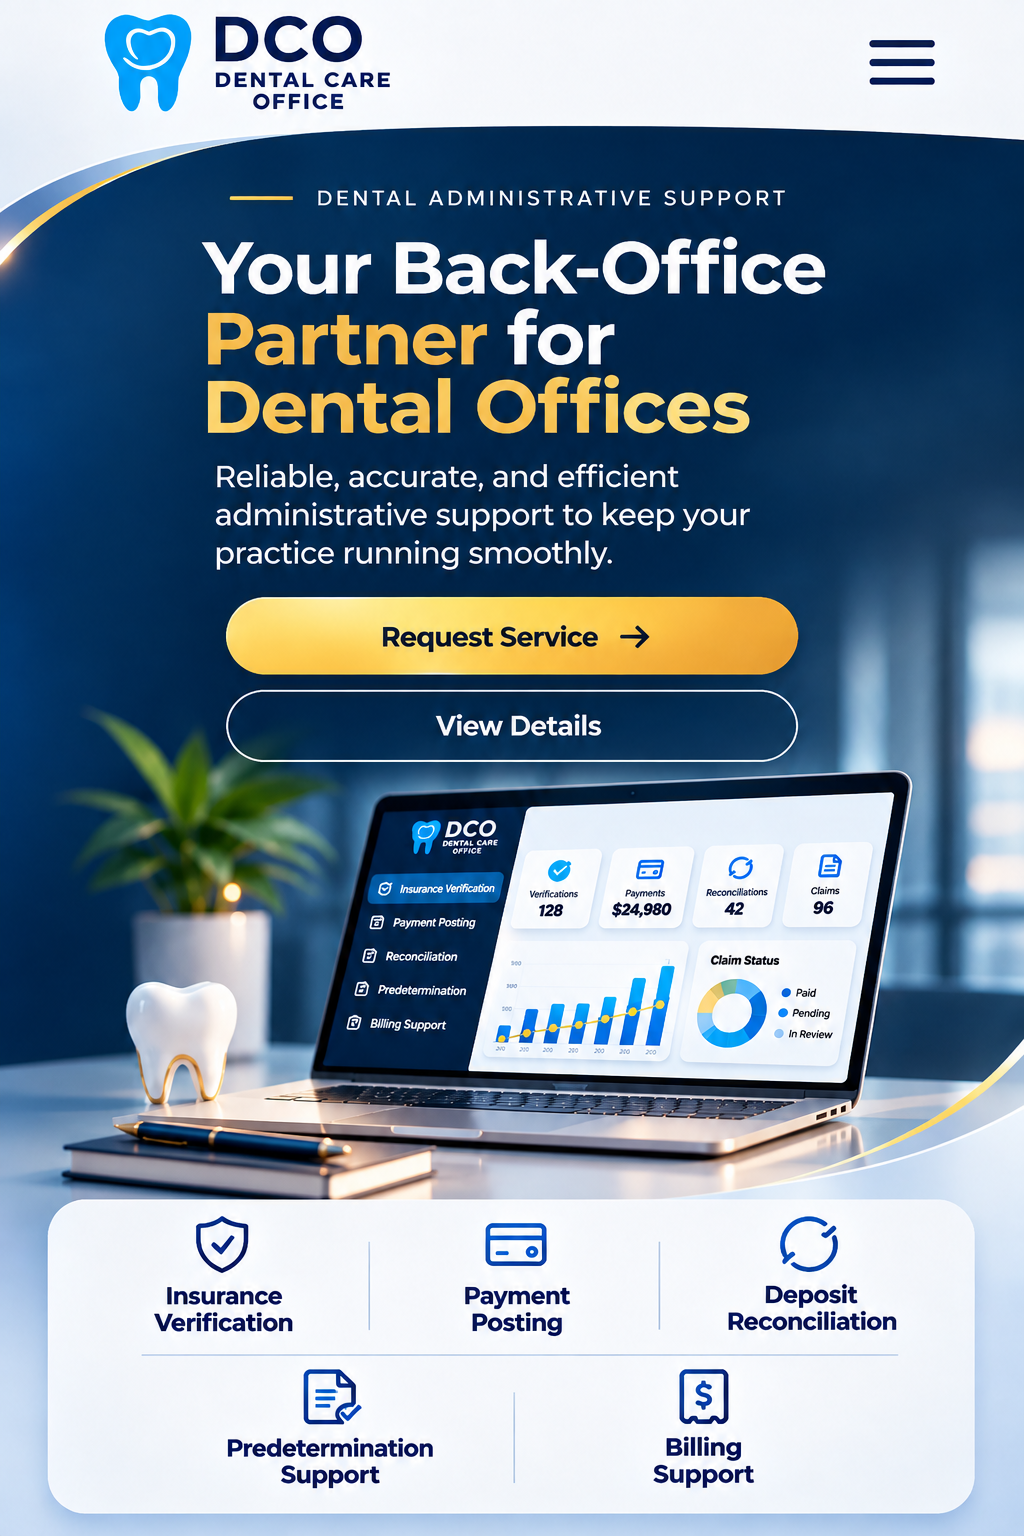 DCO
DENTAL CARE
OFFICE
DENTAL ADMINISTRATIVE SUPPORT
Your Back-Office
Partner for
Dental Offices
Reliable, accurate, and efficient
administrative support to keep your
practice running smoothly.
Request Service →
View Details
DCO
DENTAL CARE
OFFICE
Insurance Verification
Payment Posting
Reconciliation
Predetermination
Billing Support
Verifications
128
Payments
$24,980
Reconciliations
42
Claims
96
Claim Status
Paid
Pending
In Review
Insurance
Verification
Payment
Posting
Deposit
Reconciliation
Predetermination
Support
$
Billing
Support